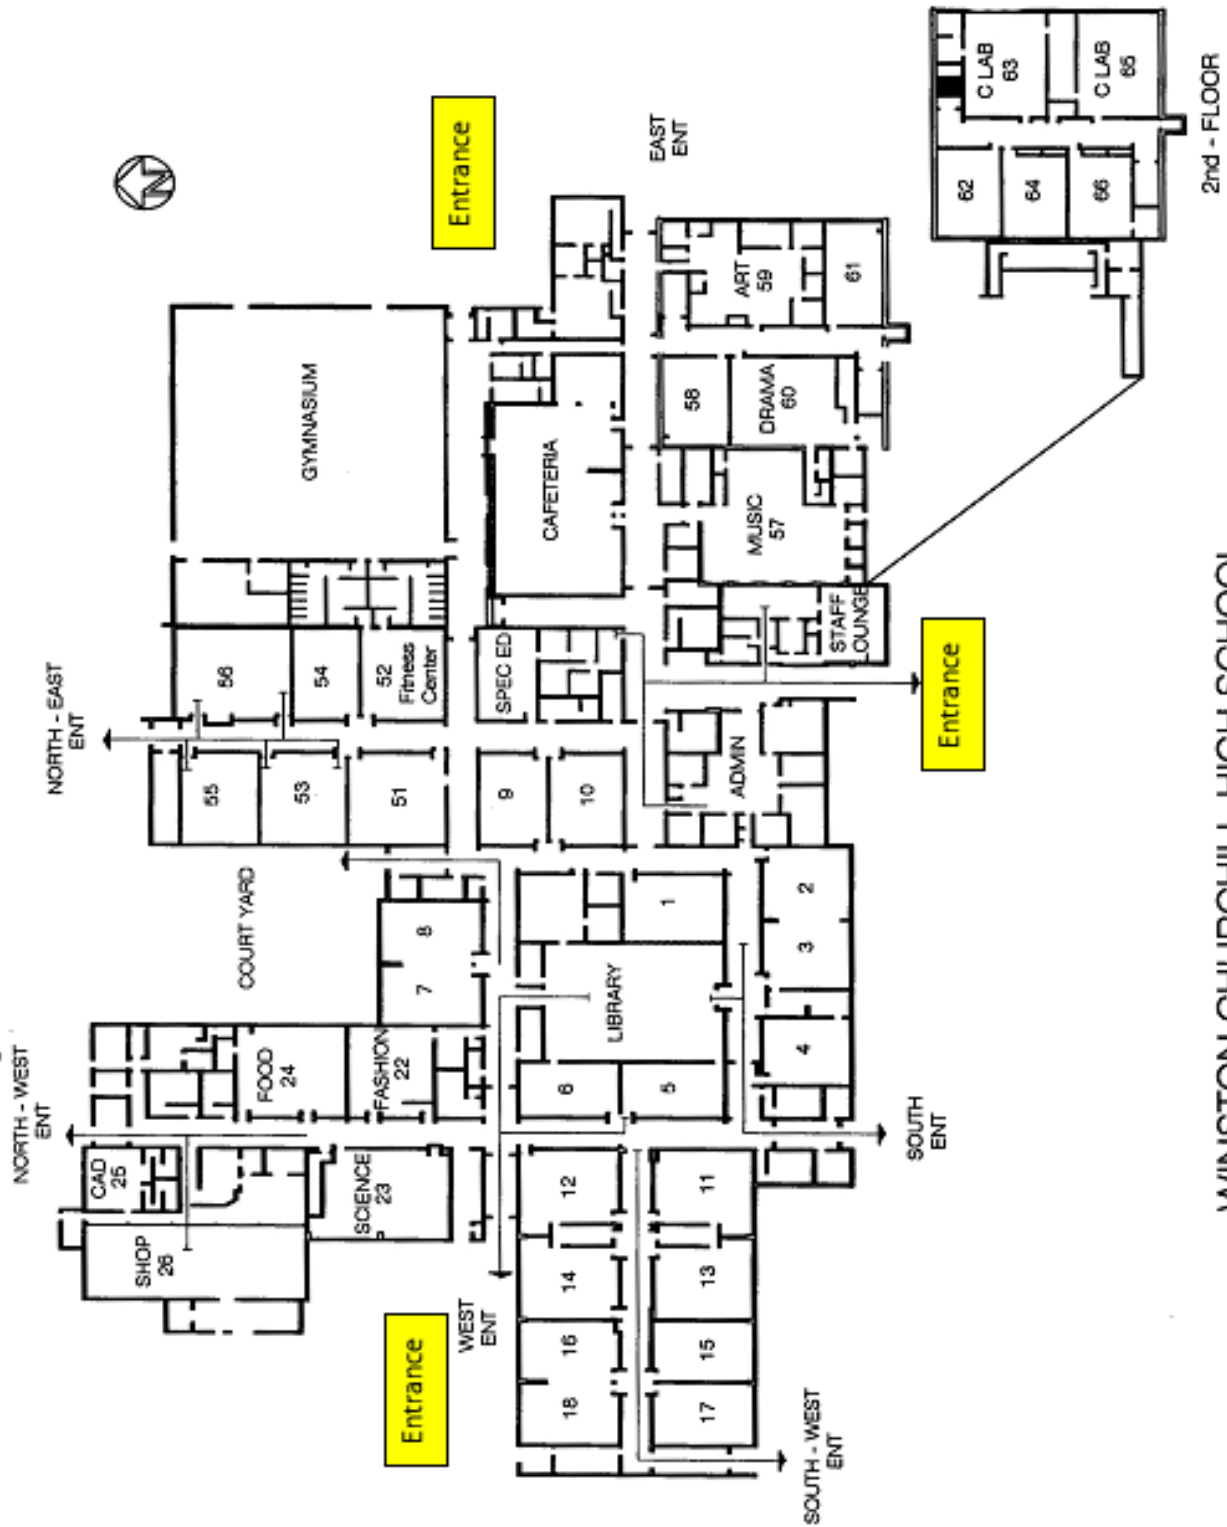 NORTH - WEST
ENT
NORTH - EAST
ENT
N
CAD
25
SHOP
26
FOOD
24
COURT YARD
55
56
53
54
GYMNASIUM
SCIENCE
23
FASHION
22
51
52
Fitness
Center
7
8
Entrance
Entrance
WEST
ENT
9
SPEC ED
CAFETERIA
18
16
14
12
6
LIBRARY
10
5
1
EAST
ENT
17
15
13
11
58
ART
59
ADMIN
MUSIC
57
DRAMA
60
4
3
2
STAFF
LOUNGE
61
SOUTH - WEST
ENT
SOUTH
ENT
Entrance
62
C LAB
63
64
66
C LAB
65
2nd - FLOOR
WINSTON CHURCHILL HIGH SCHOOL